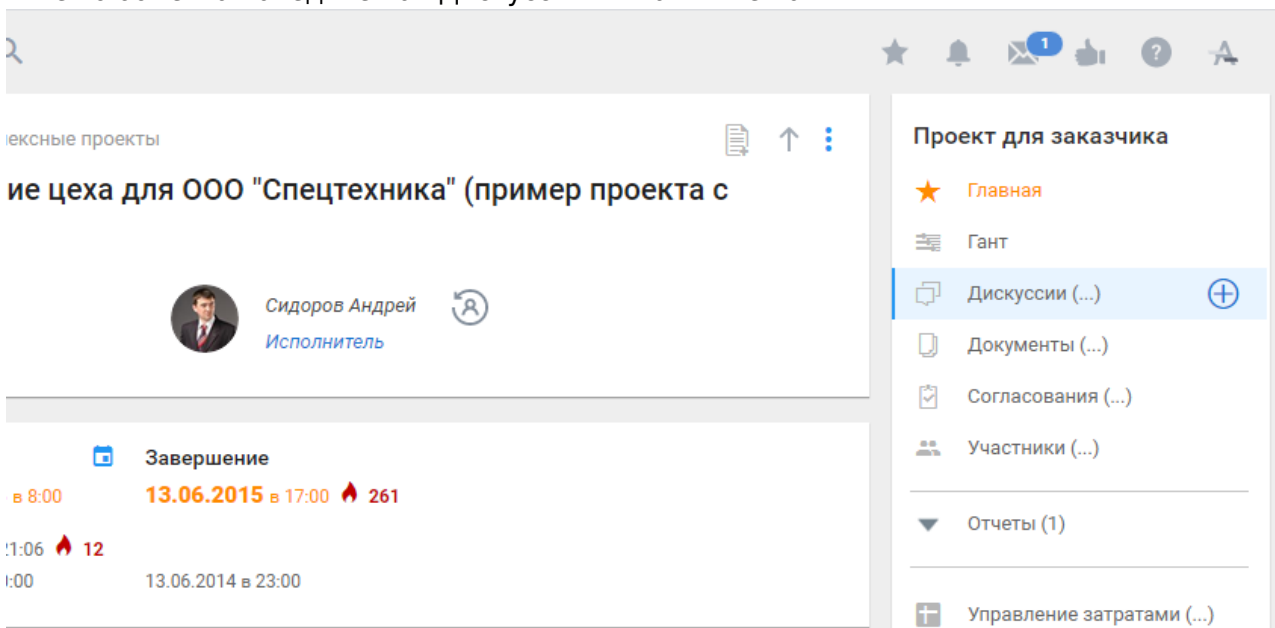 1
лексные проекты
ие цеха для ООО "Спецтехника" (пример проекта с
Сидоров Андрей
Исполнитель
Завершение
в 8:00
13.06.2015 в 17:00 261
21:06 12
:00
13.06.2014 в 23:00
Проект для заказчика
Главная
Гант
Дискуссии (...)
Документы (...)
Согласования (...)
Участники (...)
Отчеты (1)
Управление затратами (...)